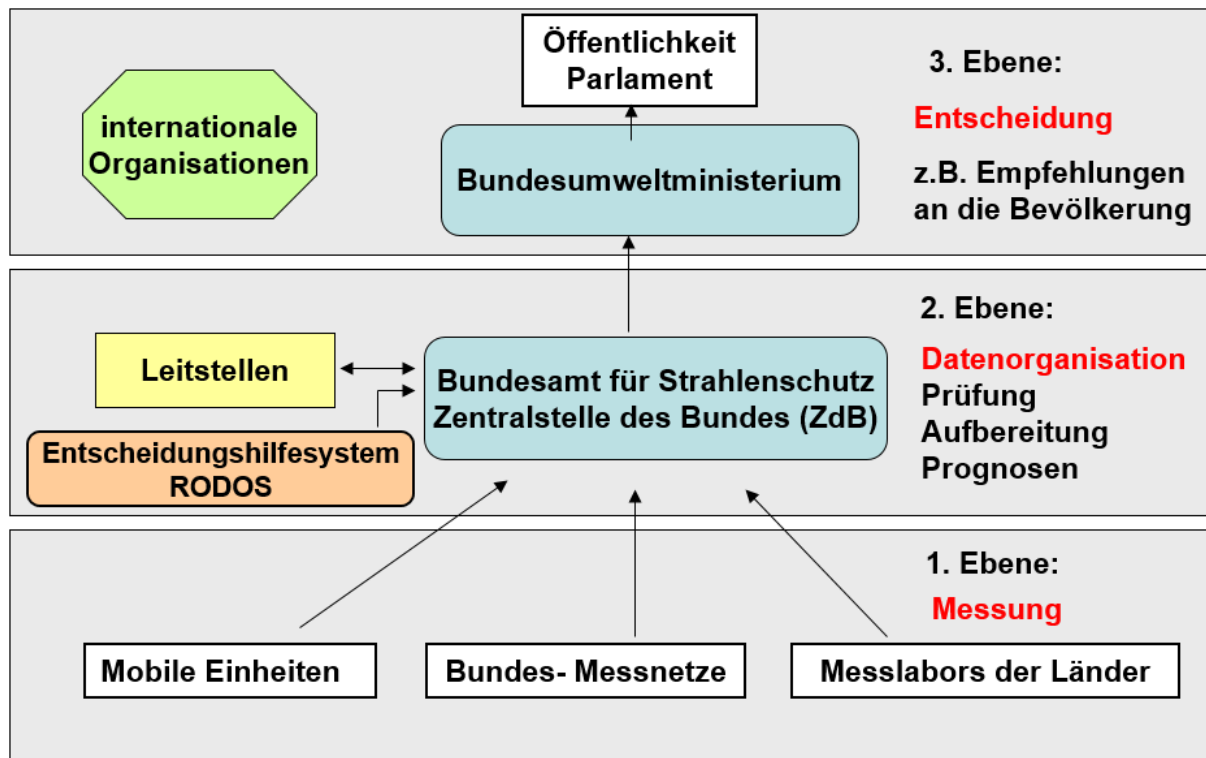 Öffentlichkeit
Parlament
3. Ebene:
internationale
Organisationen
Entscheidung
Bundesumweltministerium
z.B. Empfehlungen
an die Bevölkerung
2. Ebene:
Leitstellen
Bundesamt für Strahlenschutz
Zentralstelle des Bundes (ZdB)
Datenorganisation
Prüfung
Aufbereitung
Prognosen
Entscheidungshilfesystem
RODOS
1. Ebene:
Messung
Mobile Einheiten
Bundes- Messnetze
Messlabors der Länder